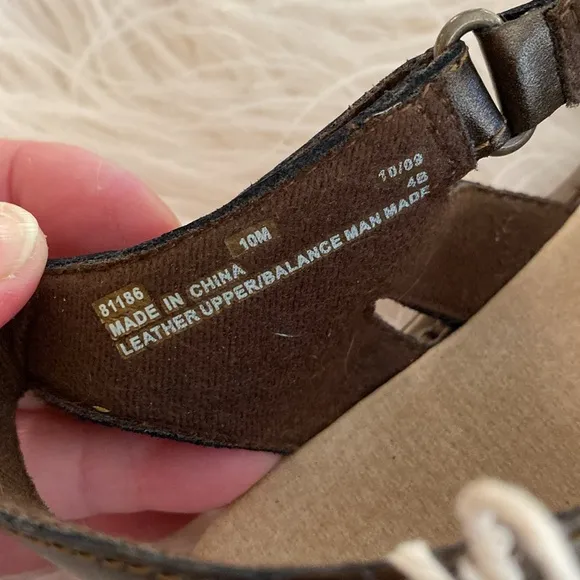 10/09
4B
81186 10M
MADE IN CHINA
LEATHER UPPER/BALANCE MAN MADE